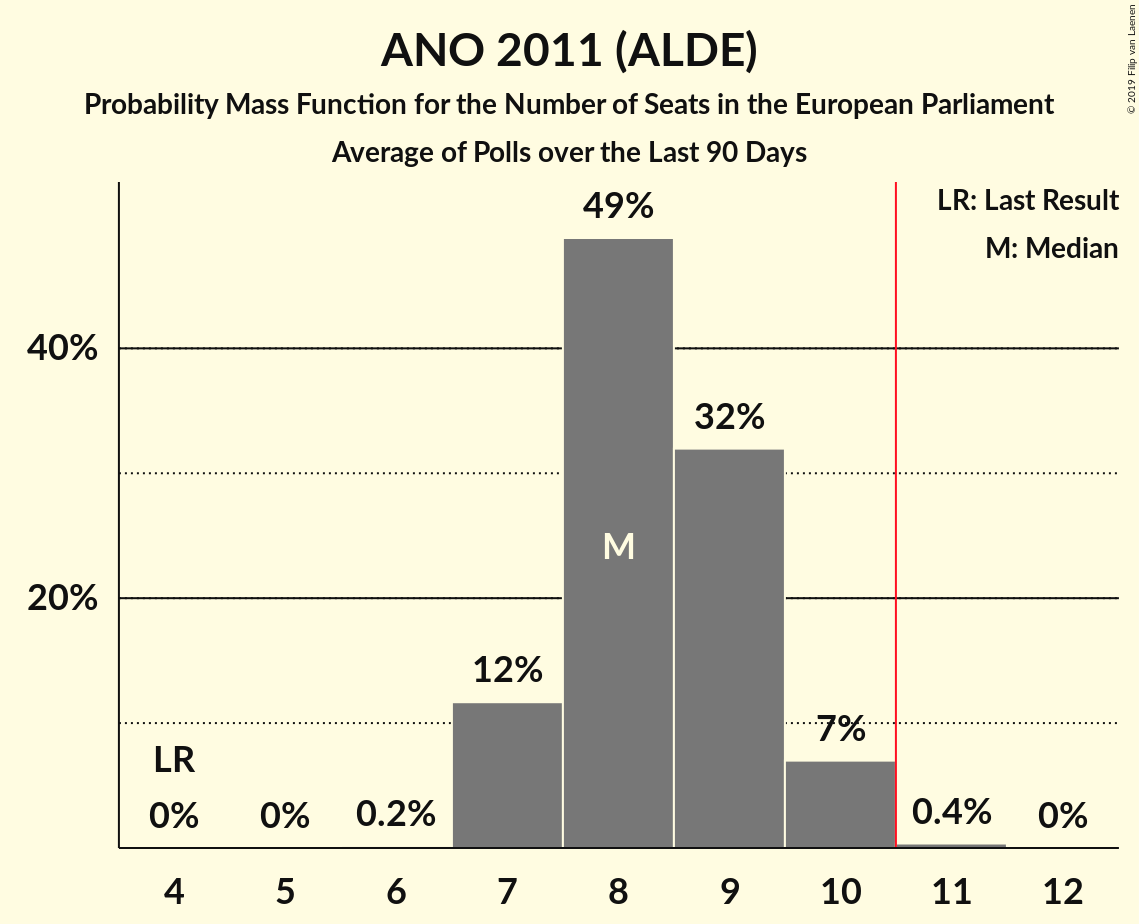 ANO 2011 (ALDE)
Probability Mass Function for the Number of Seats in the European Parliament
Average of Polls over the Last 90 Days
© 2019 Filip van Laenen
LR: Last Result
M: Median
49%
40%
32%
M
20%
12%
7%
LR
0%
0%
0.2%
0.4%
0%
4 5 6 7 8 9 10 11 12